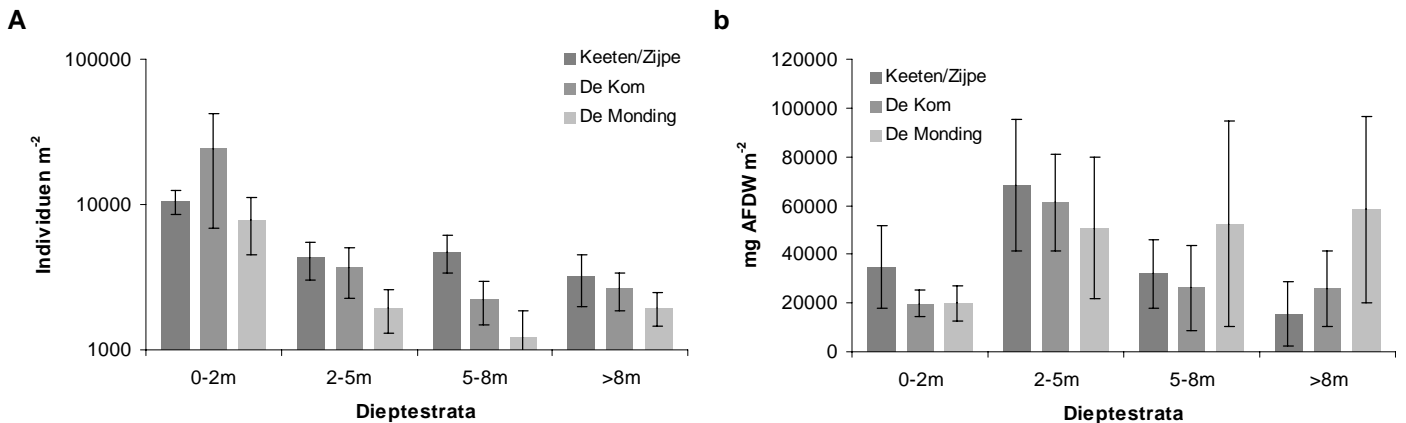 A
Individuen m⁻²
100000
10000
1000
Keeten/Zijpe
De Kom
De Monding
0-2m 2-5m 5-8m >8m
Dieptestrata
b
mg AFDW m⁻²
120000
100000
80000
60000
40000
20000
0
Keeten/Zijpe
De Kom
De Monding
0-2m 2-5m 5-8m >8m
Dieptestrata